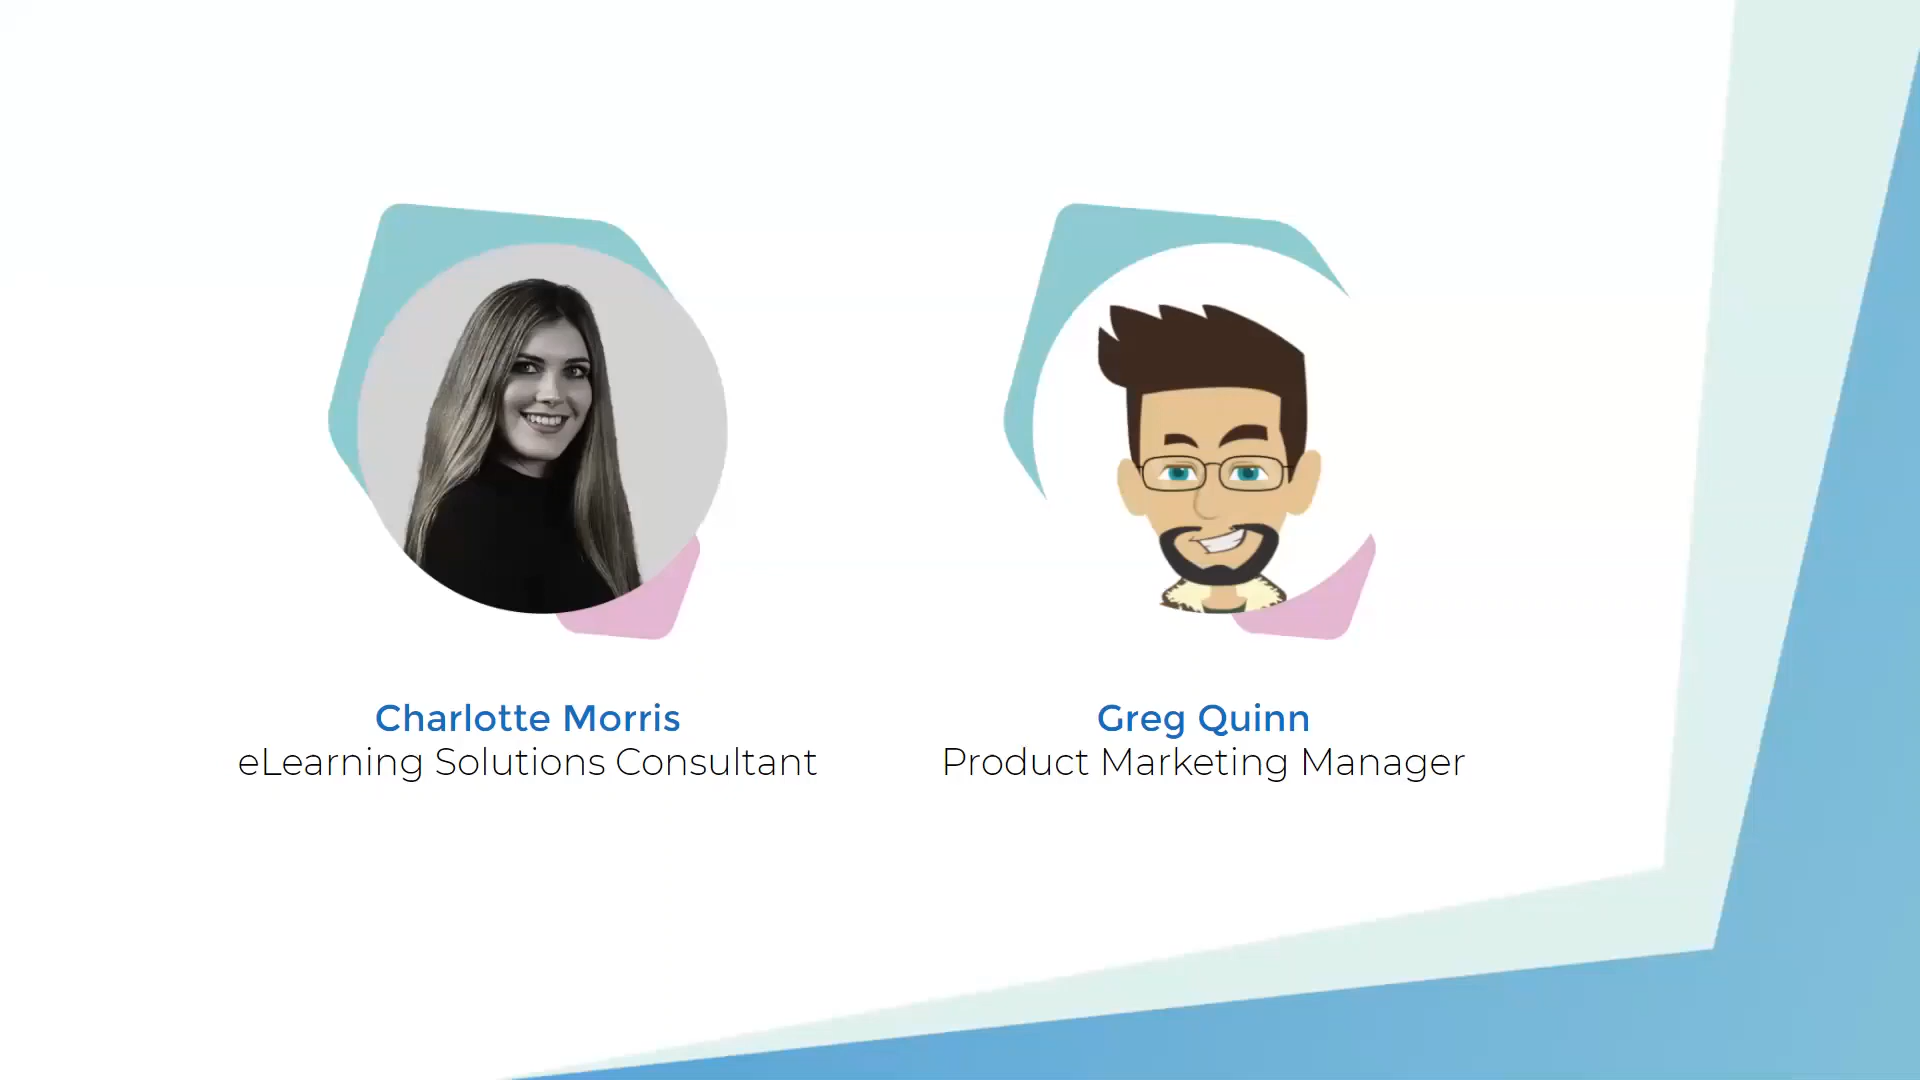 Charlotte Morris
eLearning Solutions Consultant
Greg Quinn
Product Marketing Manager